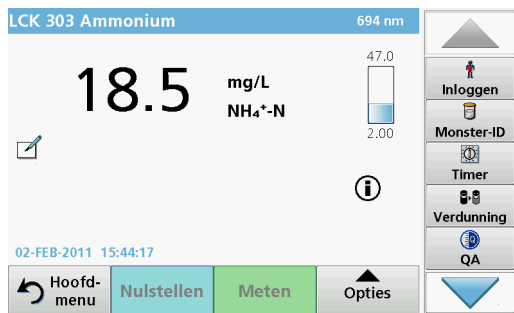 LCK 303 Ammonium 694 nm
47.0
18.5 mg/L
NH₄⁺-N
2.00
i
02-FEB-2011 15:44:17
Hoofd-
menu
Nulstellen
Meten
Opties
Inloggen
Monster-ID
Timer
Verdunning
QA